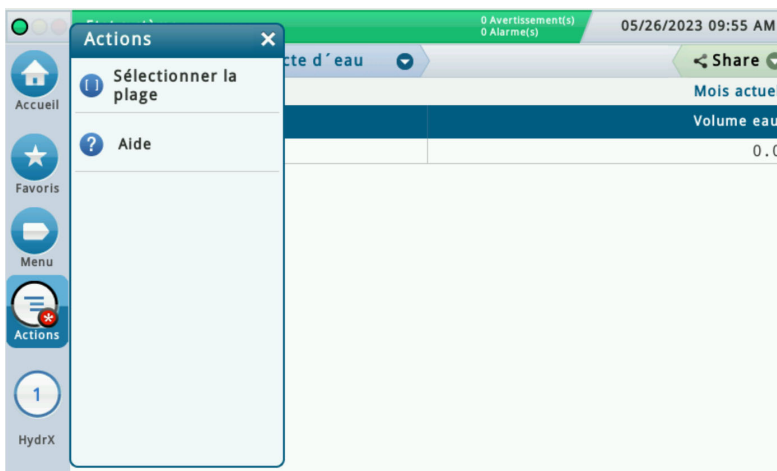 0 Avertissement(s)
0 Alarme(s)
05/26/2023 09:55 AM
Actions
cte d´eau
Share
Sélectionner la
plage
Aide
Accueil
Favoris
Menu
Actions
1
HydrX
Mois actuel
Volume eau
0.0